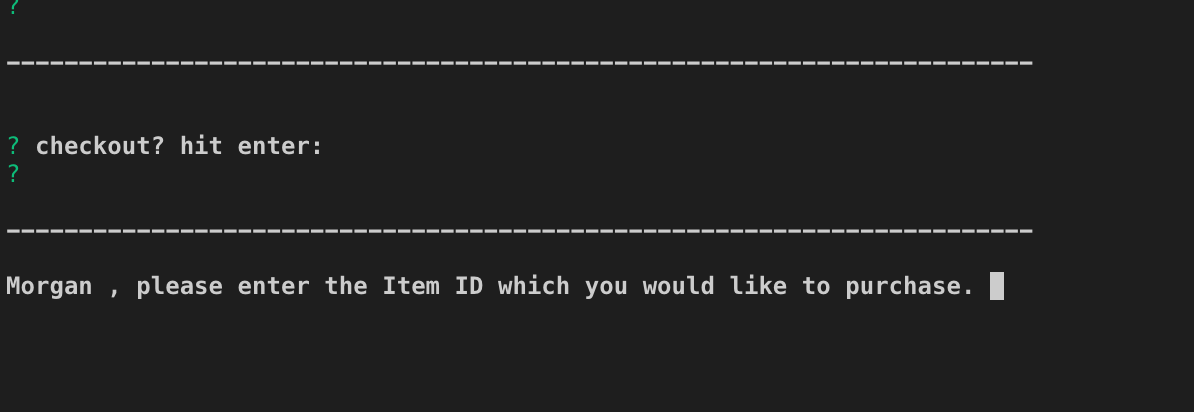 ?
-----------------------------------------------------------------------
? checkout? hit enter:
?
-----------------------------------------------------------------------
Morgan , please enter the Item ID which you would like to purchase.